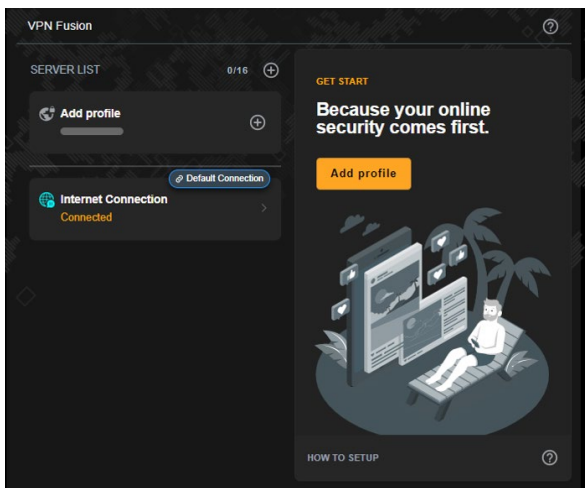 VPN Fusion
SERVER LIST 0/16
Add profile
Default Connection
Internet Connection
Connected
GET START
Because your online
security comes first.
Add profile
HOW TO SETUP